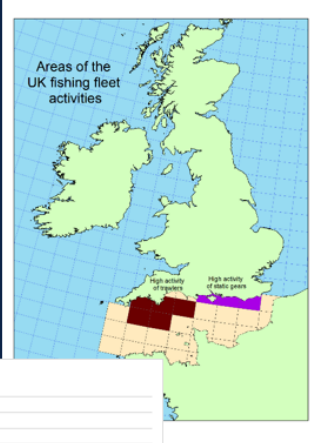 Areas of the
UK fishing fleet
activities
High activity
of trawlers
High activity
of static gears